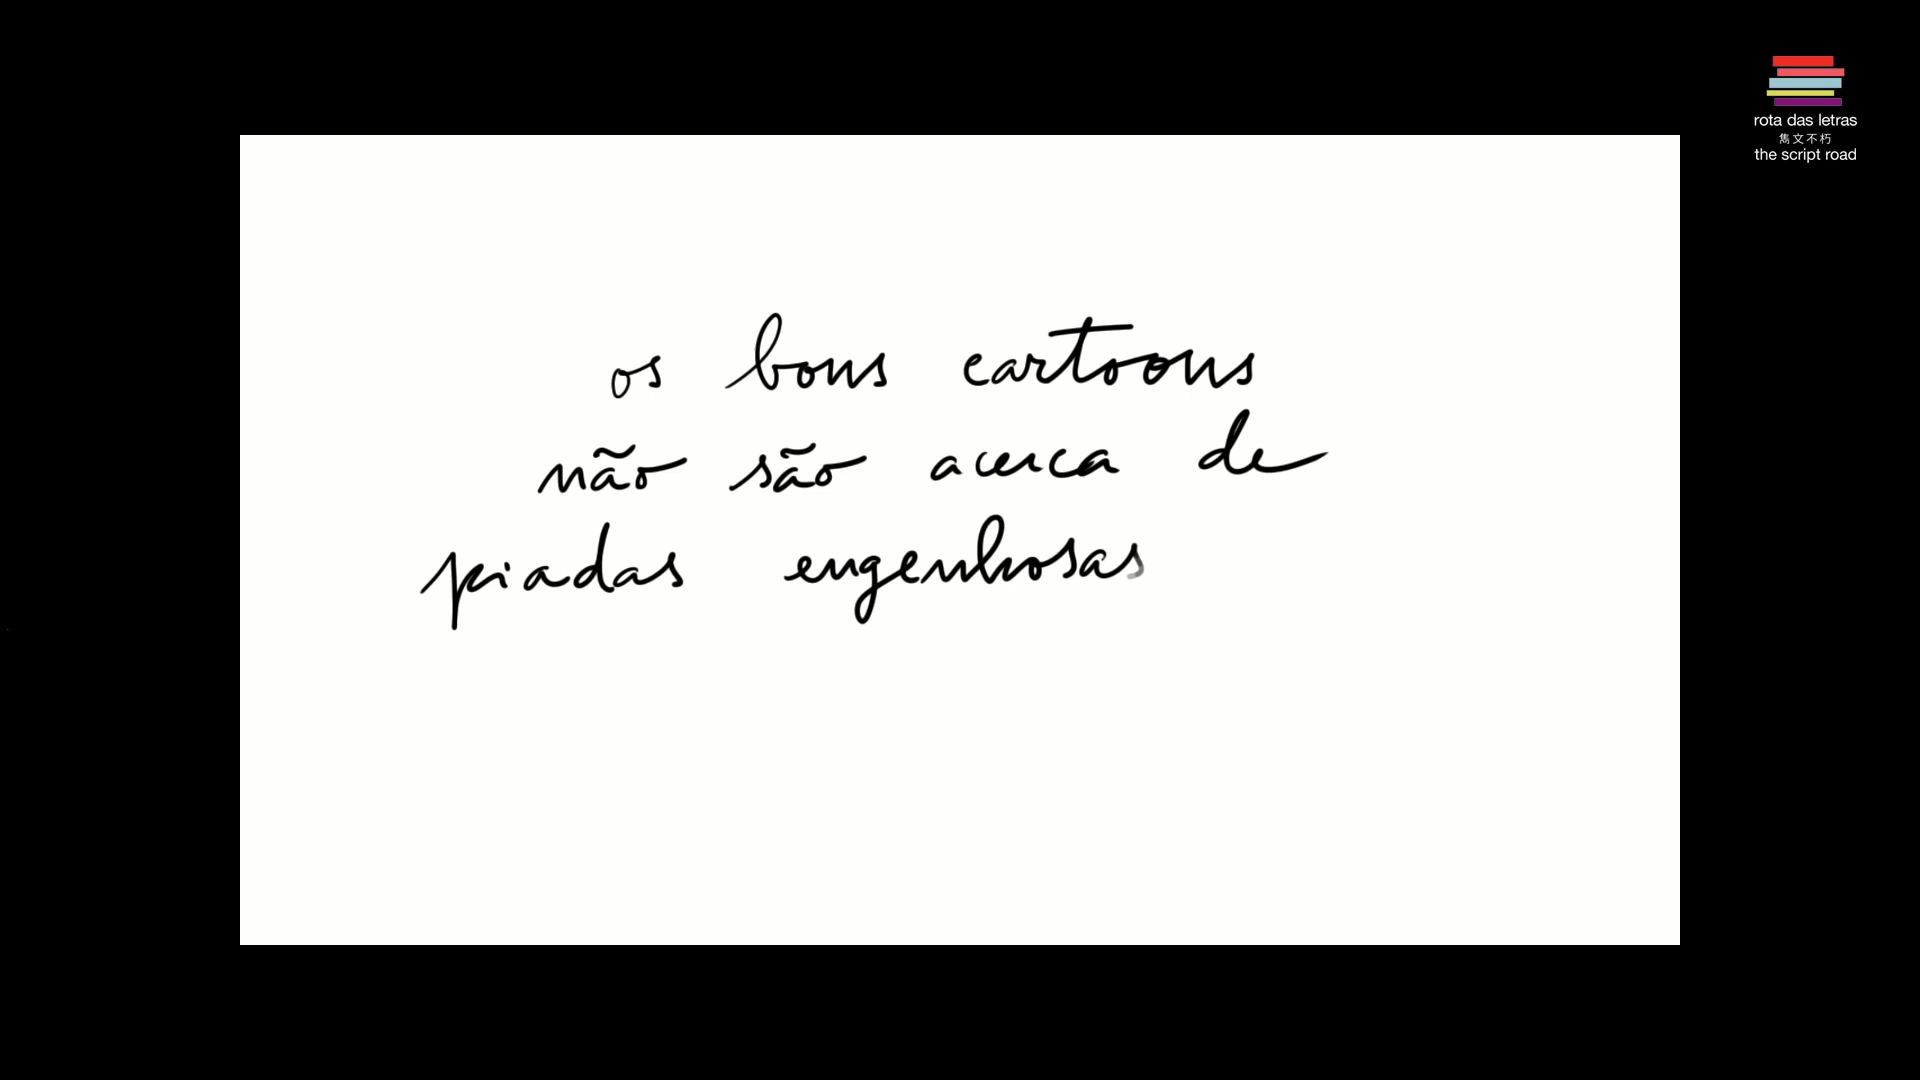 os bons cartoons
não são acerca de
piadas engenhosas
rota das letras
雋文不朽
the script road